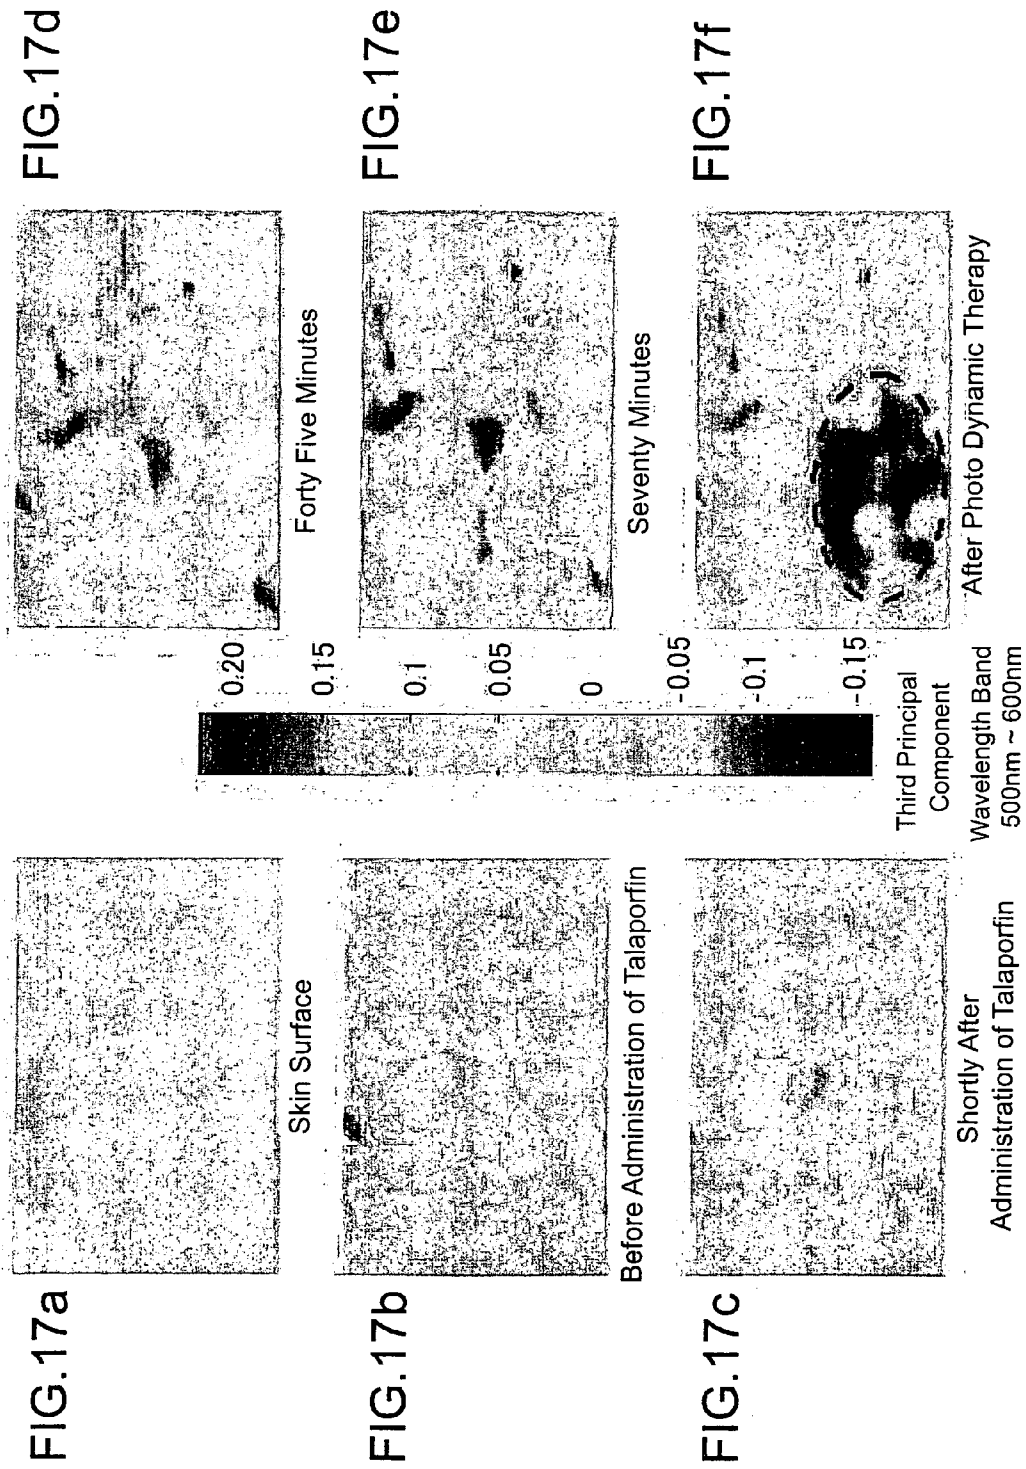 FIG.17a
Skin Surface
FIG.17b
Before Administration of Talaporfin
FIG.17c
Shortly After
Administration of Talaporfin
0.20
0.15
0.1
0.05
0
-0.05
-0.1
-0.15
Third Principal
Component
Wavelength Band
500nm ~ 600nm
FIG.17d
Forty Five Minutes
FIG.17e
Seventy Minutes
FIG.17f
After Photo Dynamic Therapy